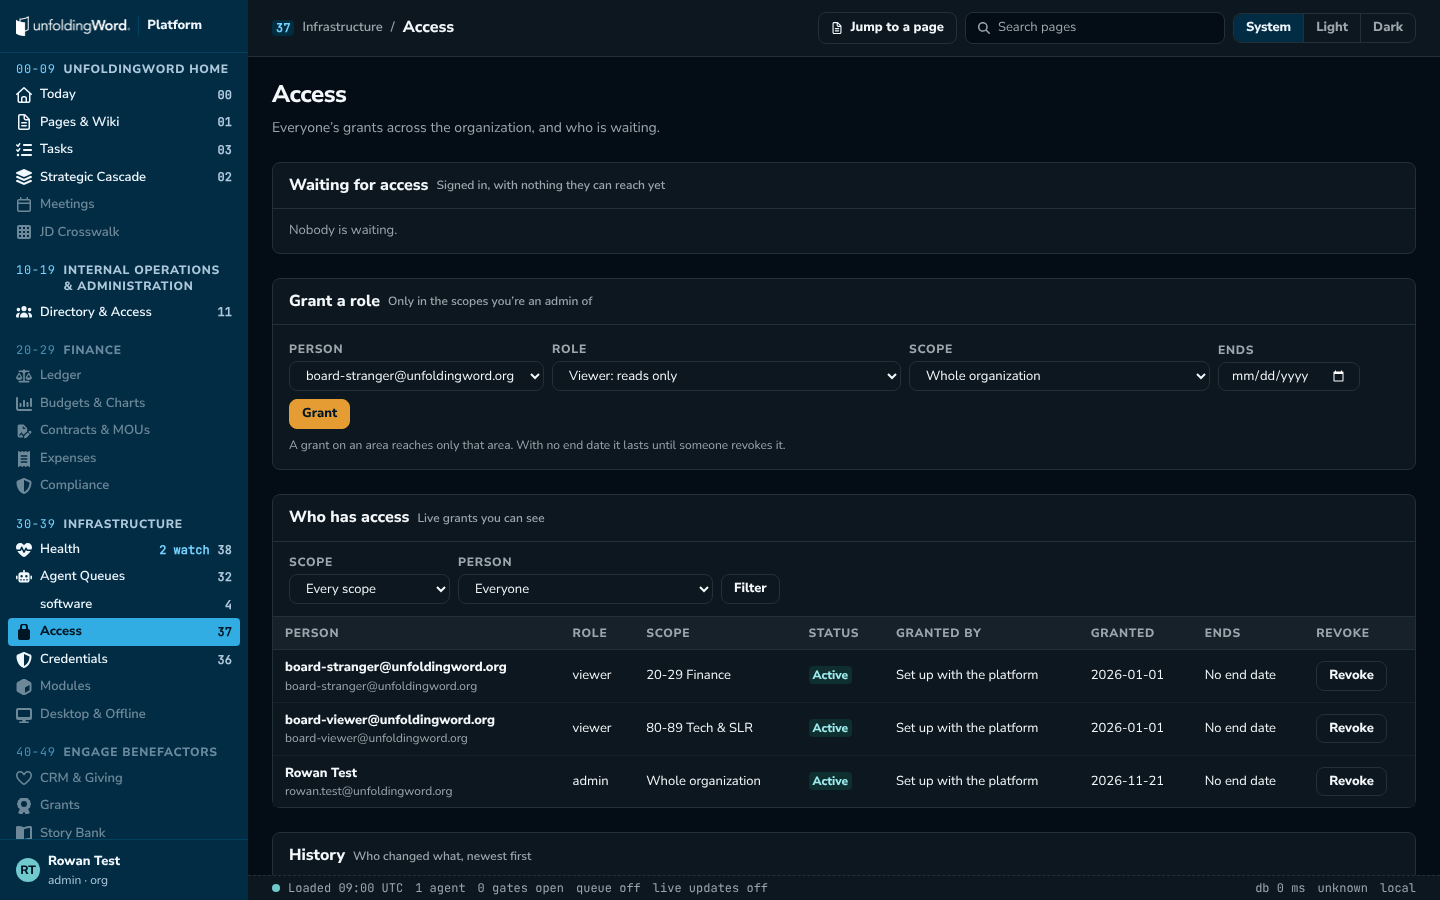 unfoldingWord. Platform
00-09 UNFOLDINGWORD HOME
Today 00
Pages & Wiki 01
Tasks 03
Strategic Cascade 02
Meetings
JD Crosswalk
10-19 INTERNAL OPERATIONS
& ADMINISTRATION
Directory & Access 11
20-29 FINANCE
Ledger
Budgets & Charts
Contracts & MOUs
Expenses
Compliance
30-39 INFRASTRUCTURE
Health 2 watch 38
Agent Queues 32
software 4
Access 37
Credentials 36
Modules
Desktop & Offline
40-49 ENGAGE BENEFACTORS
CRM & Giving
Grants
Story Bank
RT Rowan Test
admin · org
37 Infrastructure / Access
Jump to a page
Search pages
System Light Dark
Access
Everyone's grants across the organization, and who is waiting.
Waiting for access Signed in, with nothing they can reach yet
Nobody is waiting.
Grant a role Only in the scopes you're an admin of
PERSON ROLE SCOPE ENDS
board-stranger@unfoldingword.org Viewer: reads only Whole organization mm/dd/yyyy
Grant
A grant on an area reaches only that area. With no end date it lasts until someone revokes it.
Who has access Live grants you can see
SCOPE PERSON
Every scope Everyone Filter
PERSON ROLE SCOPE STATUS GRANTED BY GRANTED ENDS REVOKE
board-stranger@unfoldingword.org viewer 20-29 Finance Active Set up with the platform 2026-01-01 No end date Revoke
board-stranger@unfoldingword.org
board-viewer@unfoldingword.org viewer 80-89 Tech & SLR Active Set up with the platform 2026-01-01 No end date Revoke
board-viewer@unfoldingword.org
Rowan Test admin Whole organization Active Set up with the platform 2026-11-21 No end date Revoke
rowan.test@unfoldingword.org
History Who changed what, newest first
Loaded 09:00 UTC 1 agent 0 gates open queue off live updates off db 0 ms unknown local